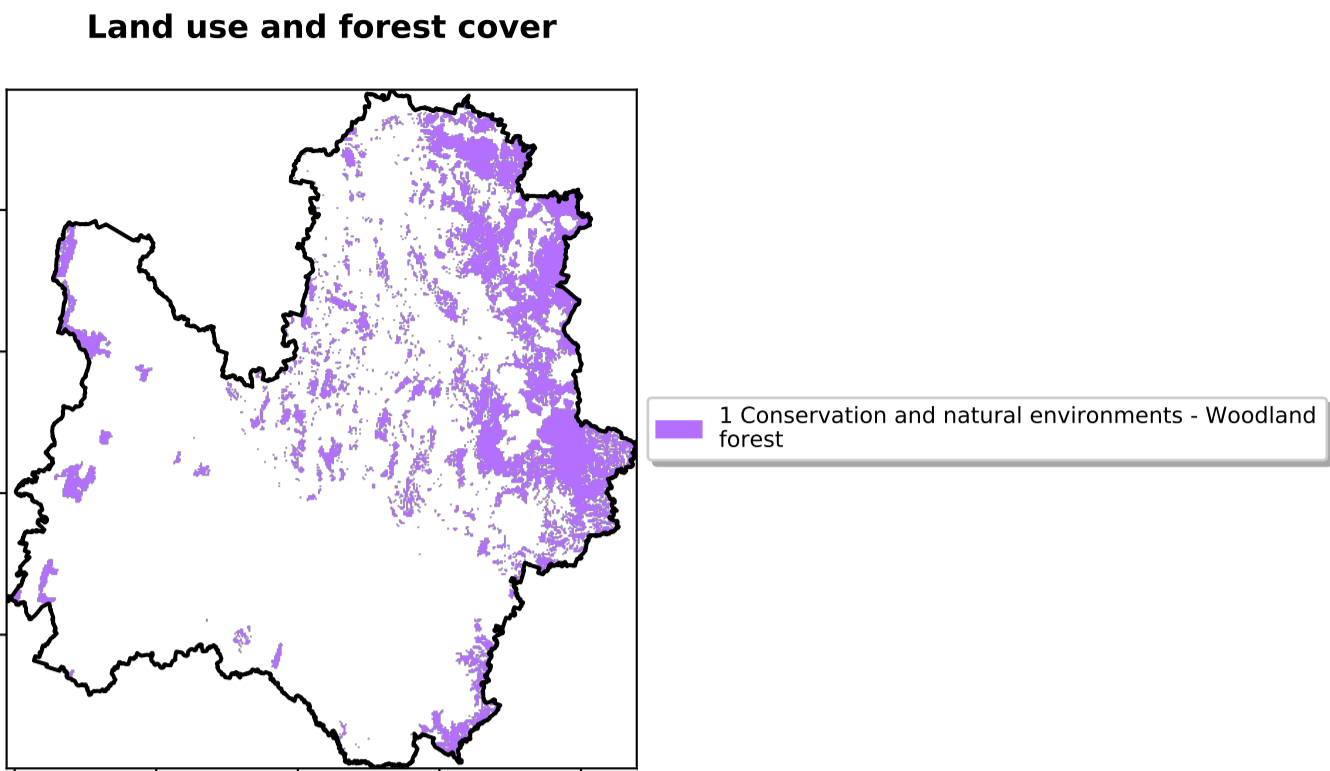 Land use and forest cover
1 Conservation and natural environments - Woodland
forest